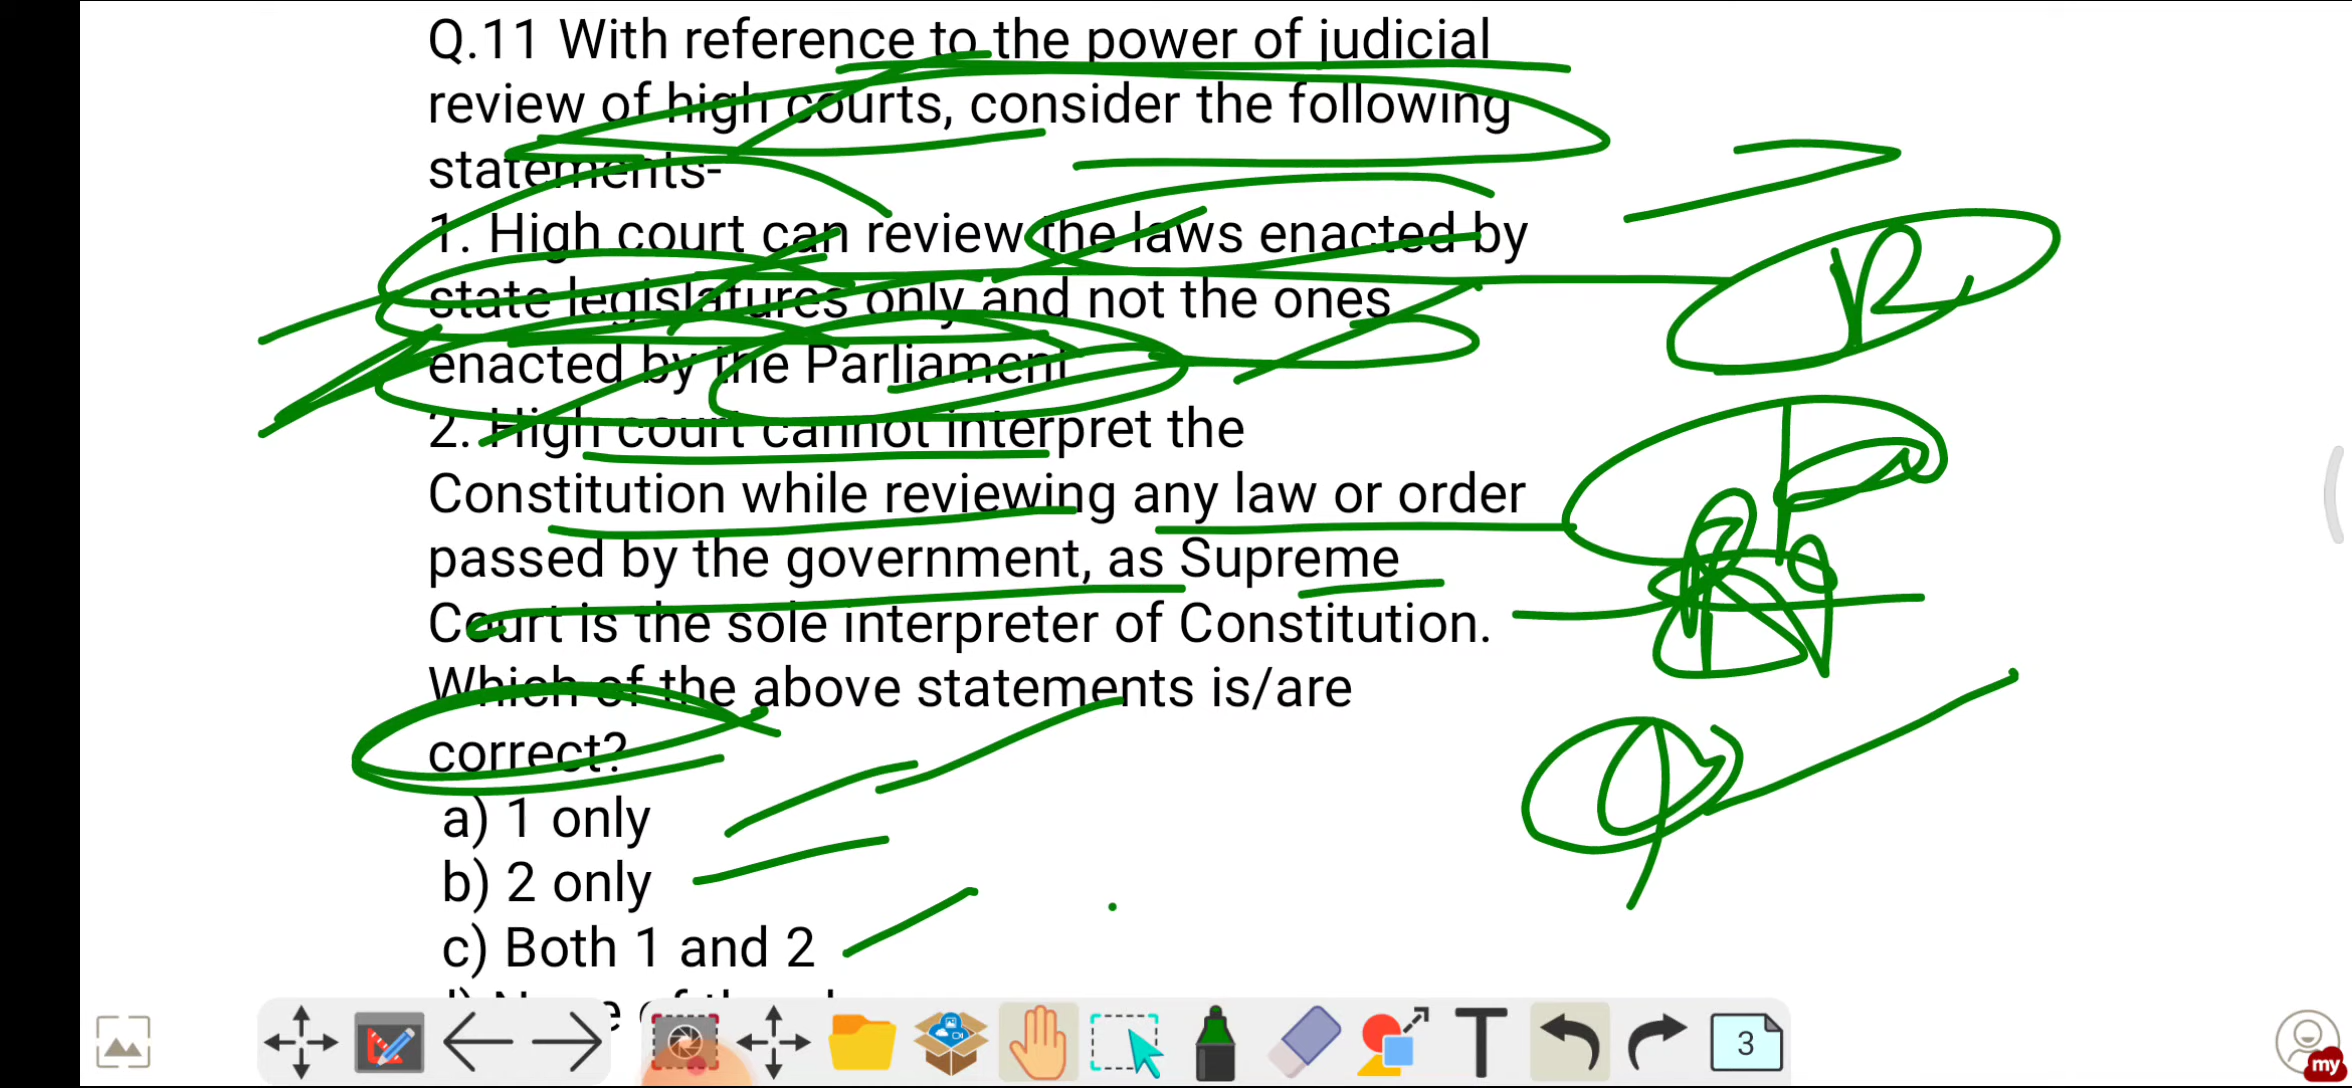 Q.11 With reference to the power of judicial
review of high courts, consider the following
statements-
1. High court can review the laws enacted by
state legislatures only and not the ones
enacted by the Parliament
2. High court cannot interpret the
Constitution while reviewing any law or order
passed by the government, as Supreme
Court is the sole interpreter of Constitution.
Which of the above statements is/are
correct?
a) 1 only
b) 2 only
c) Both 1 and 2
T
3
my